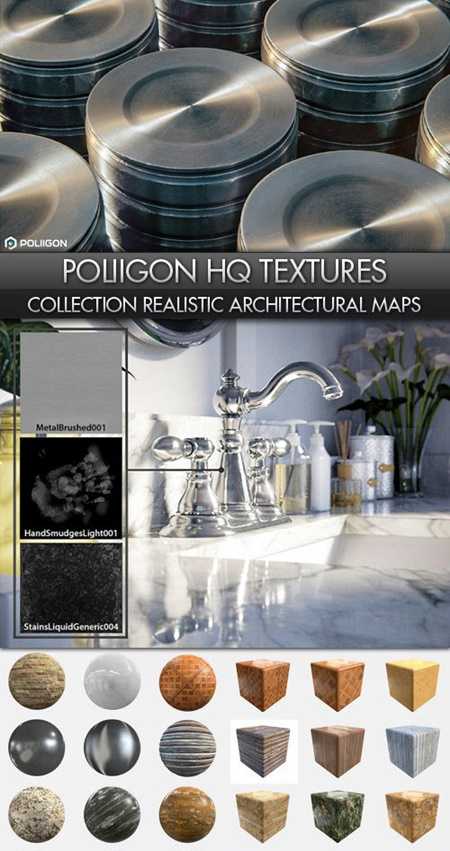 POLIIGON
POLIIGON HQ TEXTURES
COLLECTION REALISTIC ARCHITECTURAL MAPS
MetalBrushed001
HandSmudgesLight001
StainsLiquidGeneric004